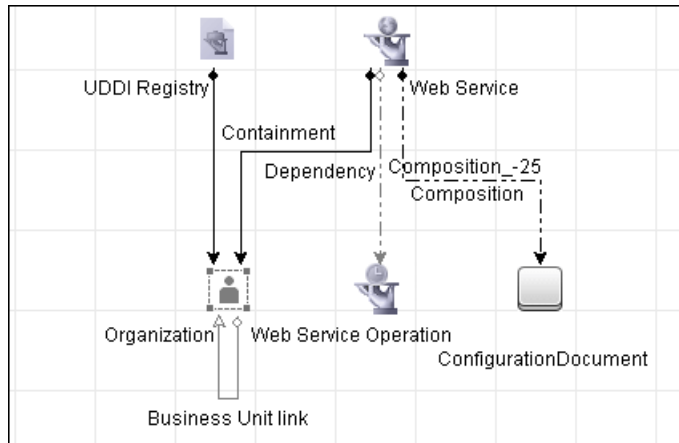 UDDI Registry
Web Service
Containment
Dependency
Composition_-25
Composition
Organization
Web Service Operation
ConfigurationDocument
Business Unit link